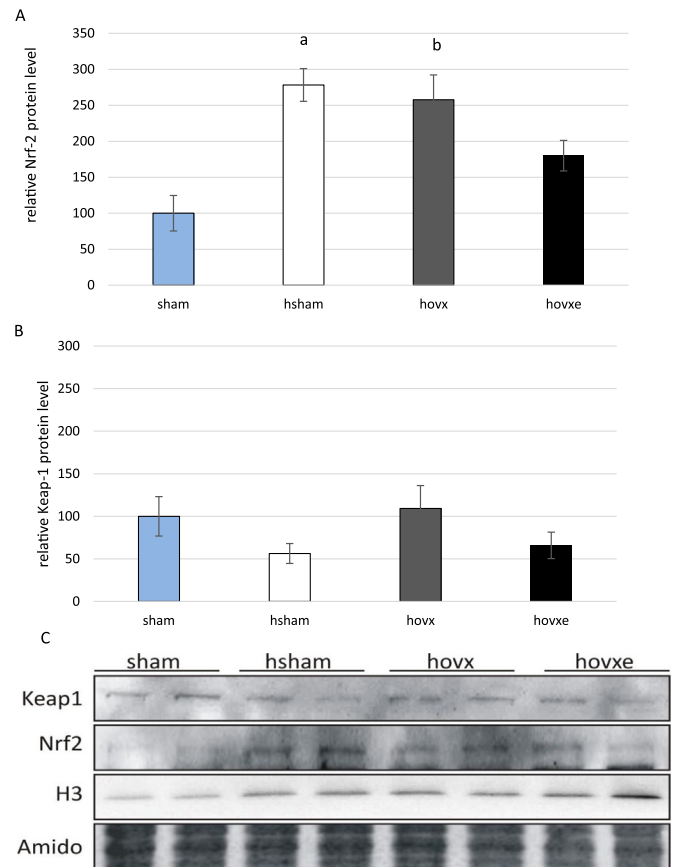 A
relative Nrf-2 protein level
350
300
250
200
150
100
50
0
a
b
sham hsham hovx hovxe
B
relative Keap-1 protein level
300
250
200
150
100
50
0
sham hsham hovx hovxe
C
sham hsham hovx hovxe
Keap1
Nrf2
H3
Amido